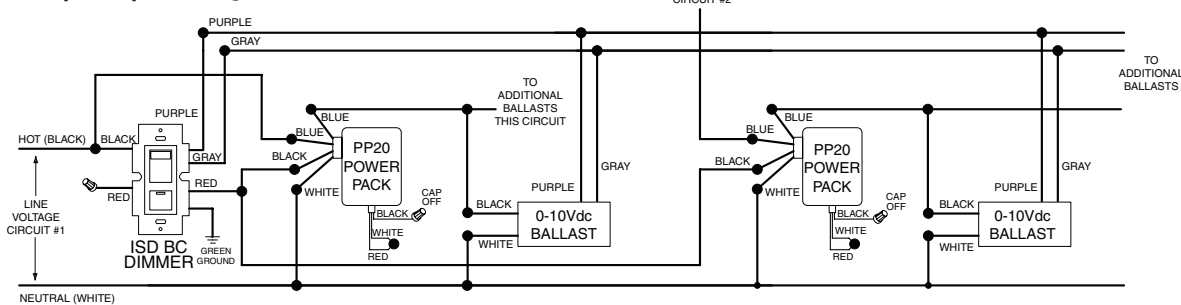 CIRCUIT #2
PURPLE
GRAY
TO
ADDITIONAL
BALLASTS
TO
ADDITIONAL
BALLASTS
THIS CIRCUIT
PURPLE
HOT (BLACK)
BLACK
GRAY
RED
RED
LINE
VOLTAGE
CIRCUIT #1
ISD BC
DIMMER
GREEN
GROUND
NEUTRAL (WHITE)
BLUE
BLUE
BLACK
WHITE
PP20
POWER
PACK
BLACK
CAP
OFF
WHITE
RED
GRAY
PURPLE
BLACK
WHITE
0-10Vdc
BALLAST
BLUE
BLUE
BLACK
WHITE
PP20
POWER
PACK
BLACK
CAP
OFF
WHITE
RED
GRAY
PURPLE
BLACK
WHITE
0-10Vdc
BALLAST